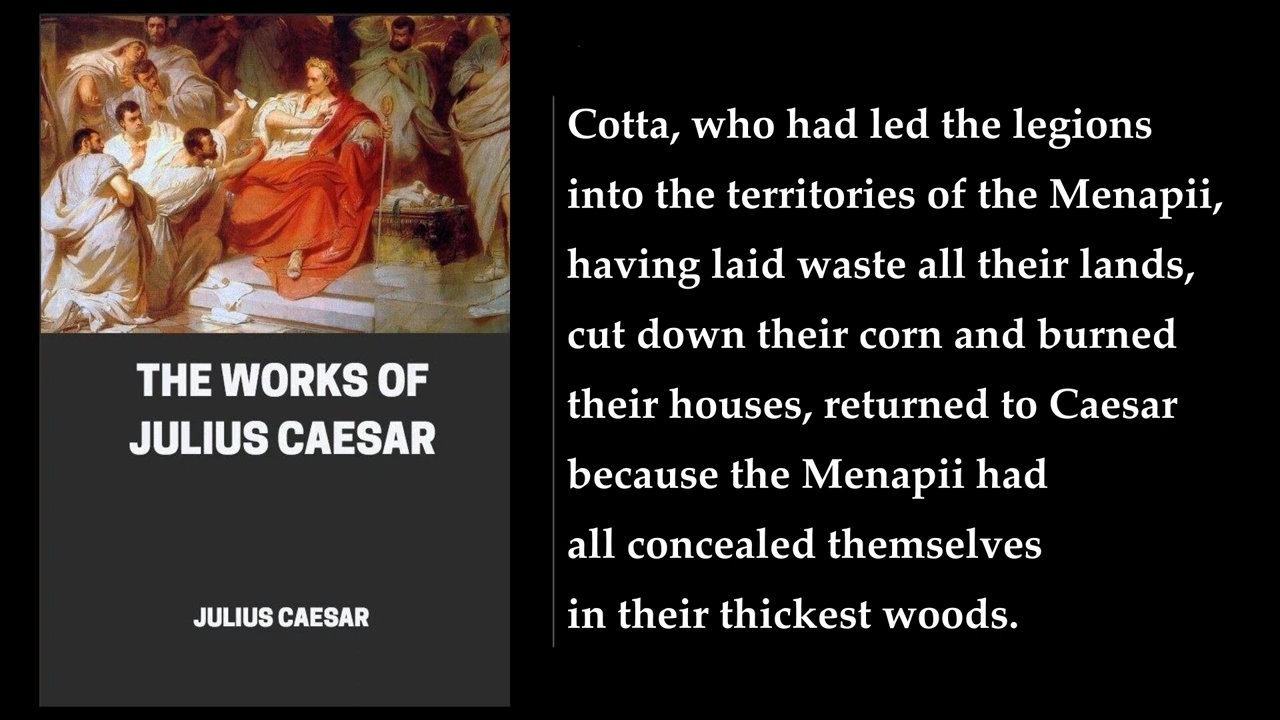 THE WORKS OF
JULIUS CAESAR
JULIUS CAESAR
Cotta, who had led the legions
into the territories of the Menapii,
having laid waste all their lands,
cut down their corn and burned
their houses, returned to Caesar
because the Menapii had
all concealed themselves
in their thickest woods.